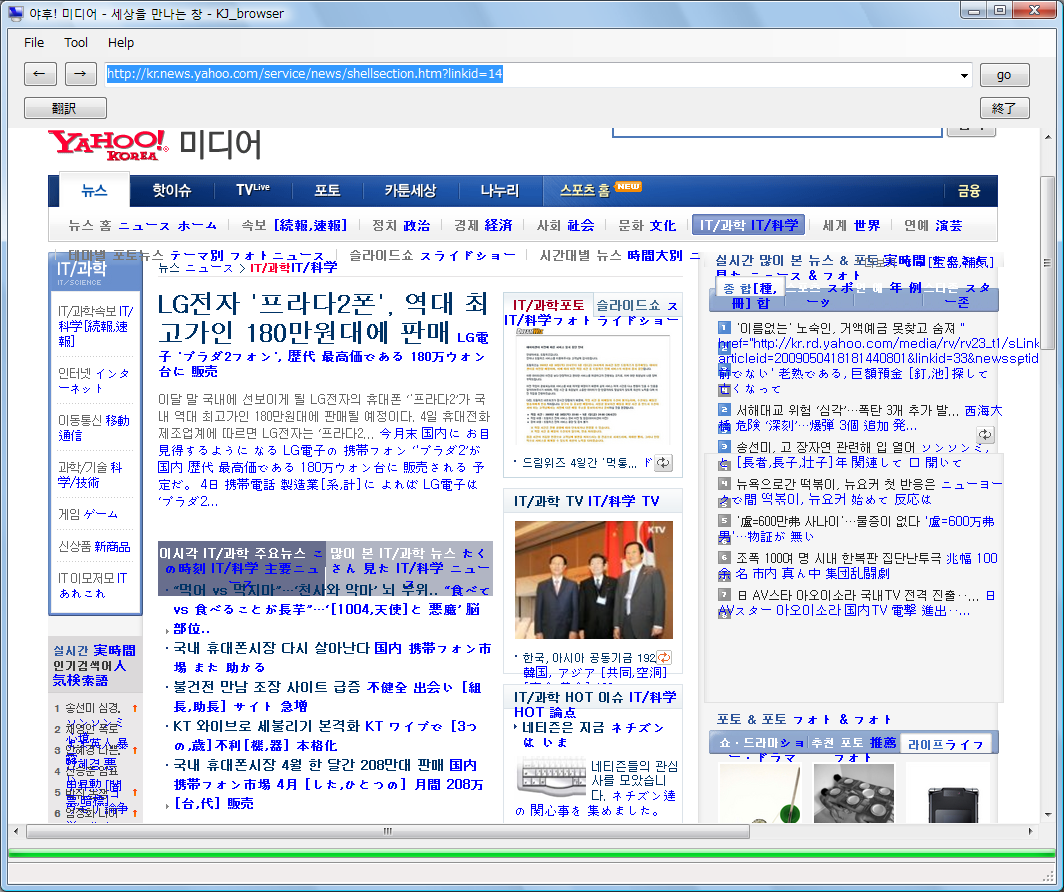 야후! 미디어 - 세상을 만나는 창 - KJ_browser
File Tool Help
← → http://kr.news.yahoo.com/service/news/shellsection.htm?linkid=14 go
翻訳 終了
YAHOO! KOREA 미디어
뉴스 핫이슈 TV Live 포토 카툰세상 나누리 스포츠 홈 NEW 금융
뉴스 홈 ニュース ホーム 속보 [続報,速報] 정치 政治 경제 経済 사회 社会 문화 文化 IT/과학 IT/科学 세계 世界 연예 演芸
테마별 포토뉴스 テーマ別 フォトニュース 슬라이드쇼 スライドショー 시간대별 뉴스 時間大別 ニ
IT/과학
IT/SCIENCE
IT/과학속보 IT/
科学[続報,速
報]
인터넷 インタ
ーネット
이동통신 移動
通信
과학/기술 科
学/技術
게임 ゲーム
신상품 新商品
IT 이모저모 IT
あれこれ
실시간 実時間
인기검색어人
気検索語
1 송선미 심경.
뉴스 ニュース > IT/과학IT/科学
LG전자 '프라다2폰', 역대 최
고가인 180만원대에 판매 LG電
子 'プラダ2フォン', 歴代 最高価である 180万ウォン
台に 販売
이달 말 국내에 선보이게 될 LG전자의 휴대폰 '프라다2'가 국
내 역대 최고가인 180만원대에 판매될 예정이다. 4일 휴대전화
제조업계에 따르면 LG전자는 '프라다2... 今月末 国内に お目
見得するように なる LG電子の 携帯フォン 'プラダ2'が
国内 歴代 最高価である 180万ウォン台に 販売される 予
定だ。 4日 携帯電話 製造業[系,計]に よれば LG電子は
'プラダ2...
이시각 IT/과학 주요뉴스 こ
の時刻 IT/科学 主要ニュ
ース
많이 본 IT/과학 뉴스 たく
さん 見た IT/科学 ニュー
ス
"먹어 vs 먹지마"…'천사와 악마' 뇌 부위.. "食べて
vs 食べることが長芋"…'[1004,天使]と 悪魔' 脳
部位..
· 국내 휴대폰시장 다시 살아난다 国内 携帯フォン市
場 また 助かる
· 불건전 만남 조장 사이트 급증 不健全 出会い [組
長,助長] サイト 急増
· KT 와이브로 세불리기 본격화 KT ワイブで [3つ
の,歳]不利[機,器] 本格化
· 국내 휴대폰시장 4월 한 달간 208만대 판매 国内
携帯フォン市場 4月 [した,ひとつの] 月間 208万
[台,代] 販売
IT/과학포토 슬라이드쇼 ス
IT/科学フォトライドショー
· 드림위즈 4일간 '먹통... ド
IT/과학 TV IT/科学 TV
KTV
· 한국, 아시아 공동기금 192
韓国, アジア [共同,空洞]
IT/과학 HOT 이슈 IT/科学
HOT 論点
네티즌은 지금 ネチズン
は いま
네티즌들의 관심
사를 모았습니
다. ネチズン達
の 関心事を 集めました。
실시간 많이 본 뉴스 & 포토 実時間
見た ニュース & フォト
종합[種,
冊] 合
1 '이름없는' 노숙인, 거액예금 못찾고 숨져 "
href="http://kr.rd.yahoo.com/media/rv/rv23_t1/sLink
articleid=2009050418181440801&linkid=33&newssetid
前でない' 老熟である, 巨額預金 [釘,池]探して
亡くなって
2 서해대교 위험 '심각'…폭탄 3개 추가 발... 西海大
橋 危険 '深刻'…爆弾 3個 追加 発...
3 송선미, 고 장자연 관련해 입 열어 ソンソンミ,
と [長者,長子,壮子]年 関連して 口 開いて
4 뉴욕으로간 떡볶이, 뉴요커 첫 반응은 ニューヨー
クで間 떡볶이, 뉴요커 始めて 反応は
5 '盧=600만弗 사나이'…물증이 없다 '盧=600万弗
男'…物証が 無い
6 조폭 100여 명 시내 한복판 집단난투극 兆幅 100
余 名 市内 真ん中 集団乱闘劇
7 日 AV스타 아오이소라 국내TV 전격 진출‥... 日
AVスター 아오이소라 国内TV 電撃 進出‥...
포토 & 포토 フォト & フォト
쇼·드라마ショ
ー・ドラマ
추천 포토 推薦
フォト
라이프ライフ